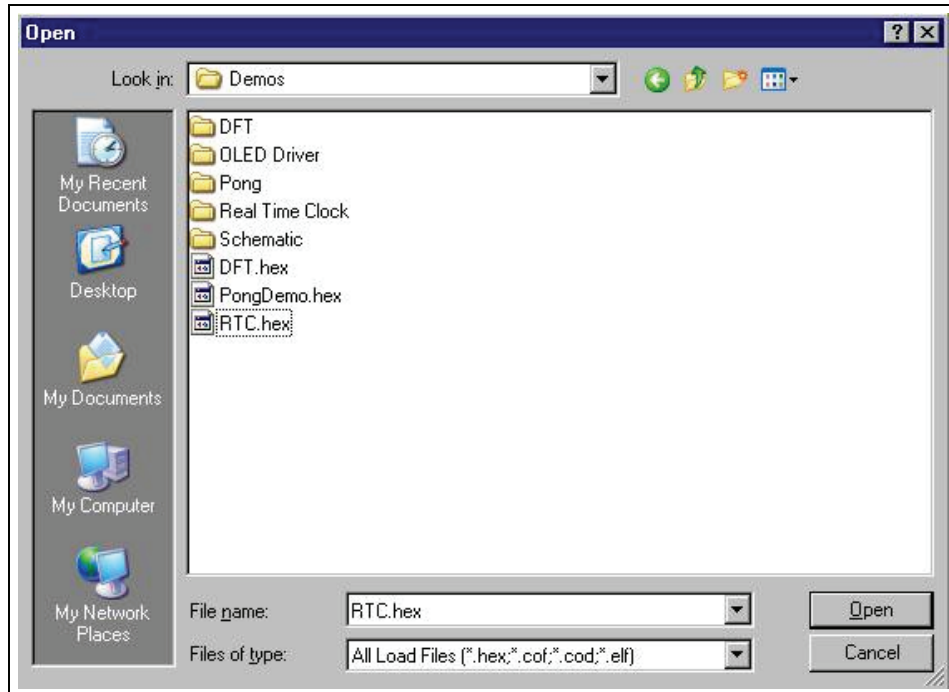 Open
Look in:
Demos
My Recent
Documents
Desktop
My Documents
My Computer
My Network
Places
DFT
OLED Driver
Pong
Real Time Clock
Schematic
DFT.hex
PongDemo.hex
RTC.hex
File name:
RTC.hex
Open
Files of type:
All Load Files (*.hex;*.cof;*.cod;*.elf)
Cancel